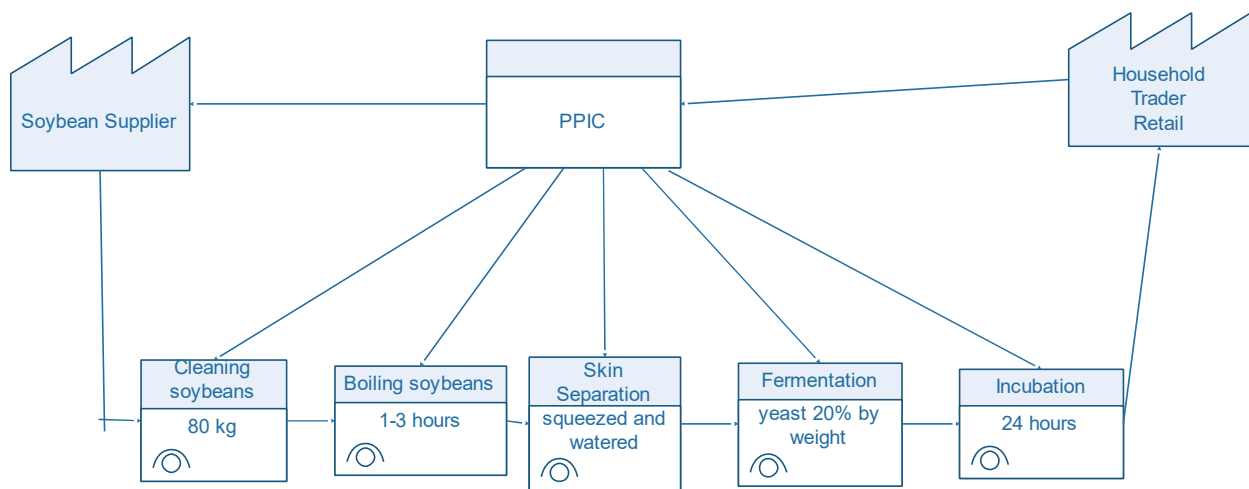 Soybean Supplier
PPIC
Household
Trader
Retail
Cleaning
soybeans
80 kg
Boiling soybeans
1-3 hours
Skin
Separation
squeezed and
watered
Fermentation
yeast 20% by
weight
Incubation
24 hours